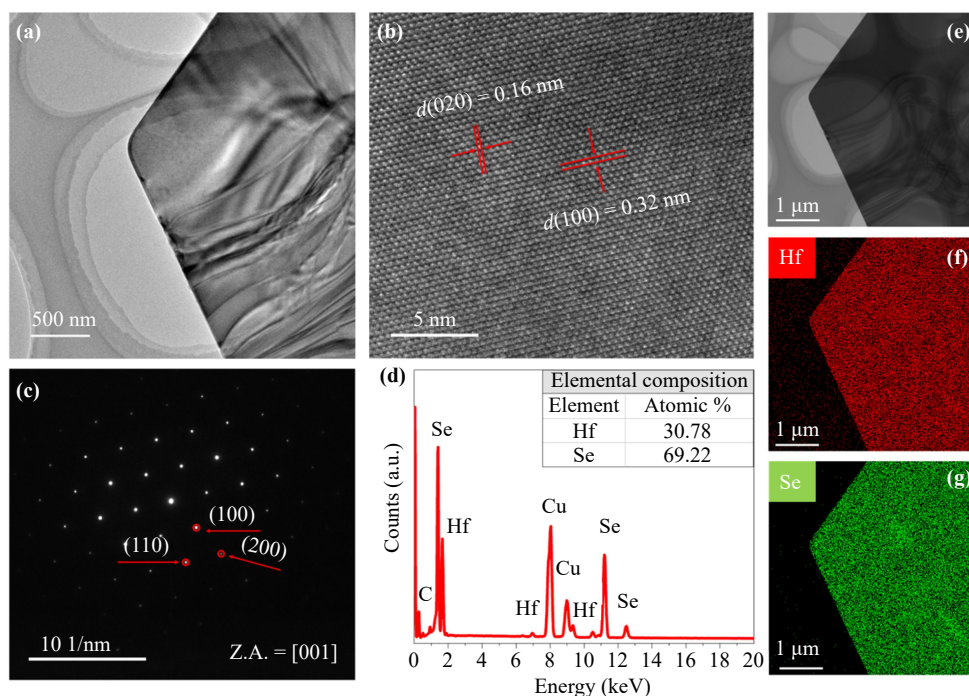 (a)
500 nm
(b)
d(020) = 0.16 nm
d(100) = 0.32 nm
5 nm
(c)
(100)
(110)
(200)
10 1/nm
Z.A. = [001]
(d)
Elemental composition
Element Atomic %
Hf 30.78
Se 69.22
Se
Hf
C
Cu
Cu
Hf
Hf
Se
Se
Counts (a.u.)
0 2 4 6 8 10 12 14 16 18 20
Energy (keV)
(e)
1 μm
Hf
(f)
1 μm
Se
(g)
1 μm